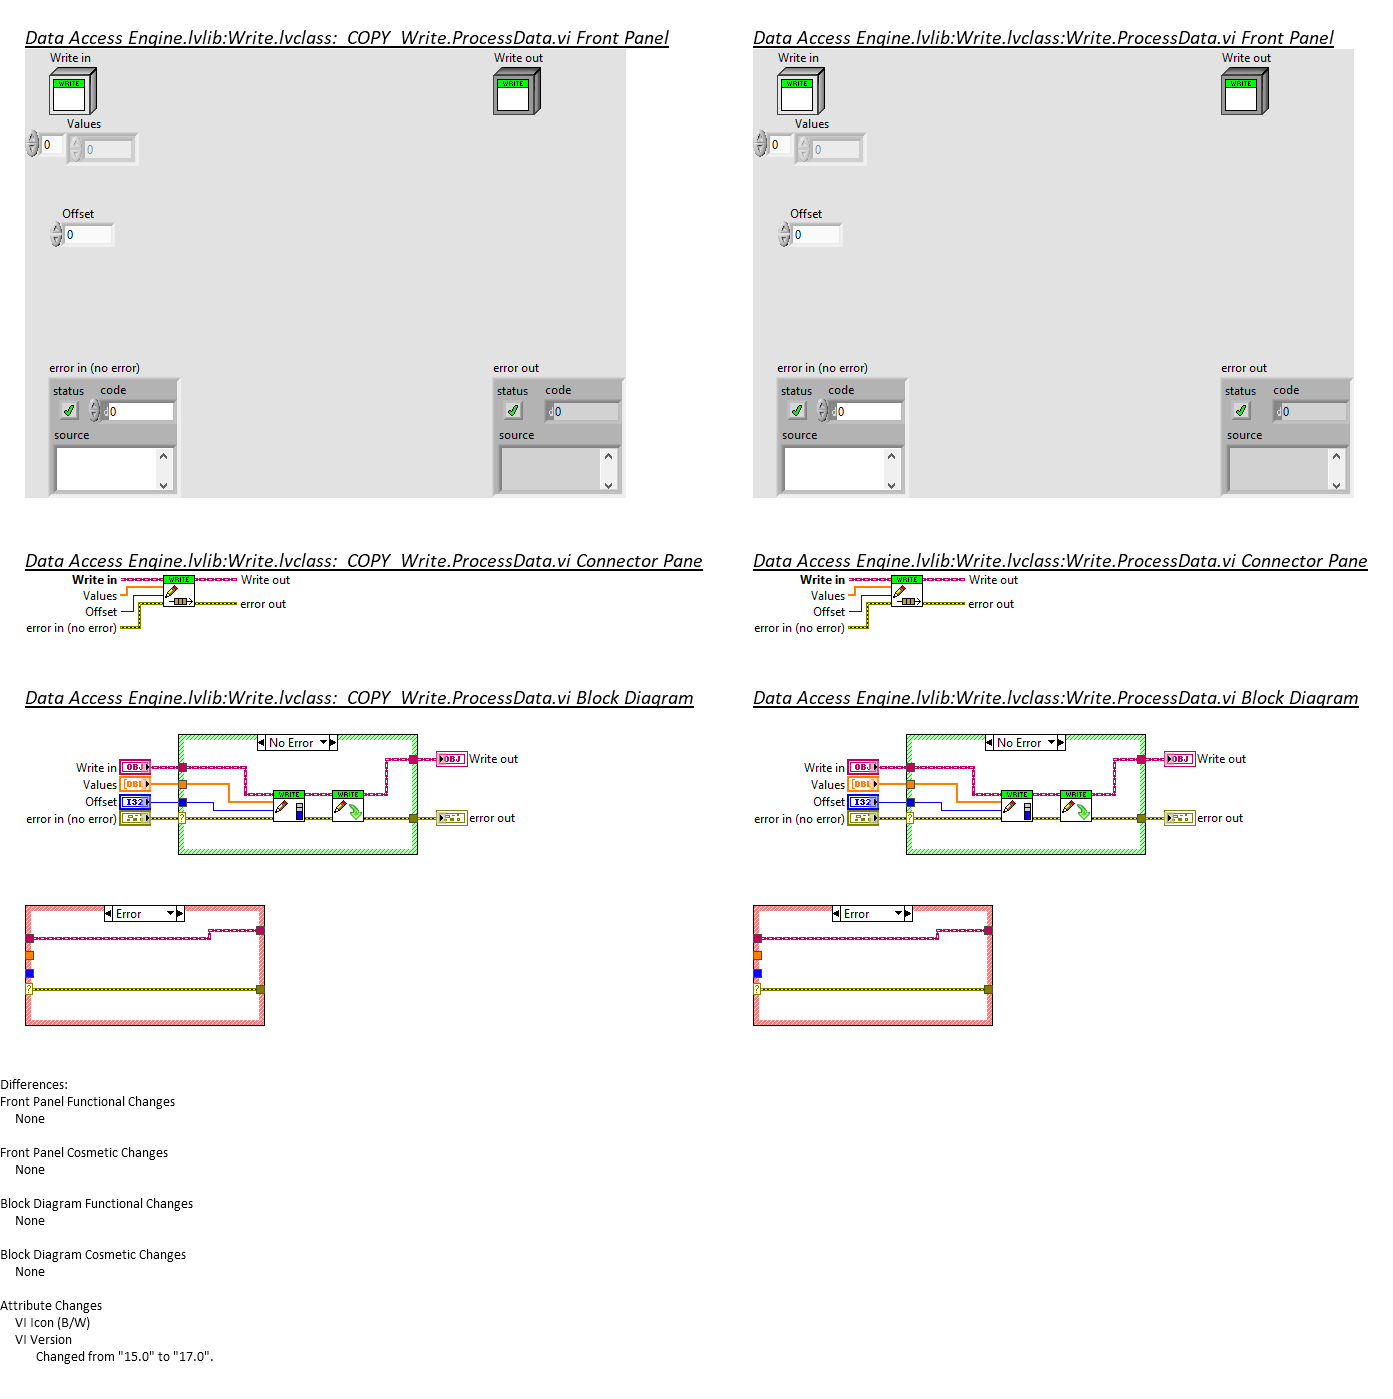 Data Access Engine.lvlib:Write.lvclass:_COPY_Write.ProcessData.vi Front Panel
Write in
Write out
WRITE
WRITE
Values
0
0
Offset
0
error in (no error)
error out
status code
status code
d0
d0
source
source
Data Access Engine.lvlib:Write.lvclass:Write.ProcessData.vi Front Panel
Write in
Write out
WRITE
WRITE
Values
0
0
Offset
0
error in (no error)
error out
status code
status code
d0
d0
source
source
Data Access Engine.lvlib:Write.lvclass:_COPY_Write.ProcessData.vi Connector Pane
Write in
WRITE
Write out
Values
Offset
error out
error in (no error)
Data Access Engine.lvlib:Write.lvclass:Write.ProcessData.vi Connector Pane
Write in
WRITE
Write out
Values
Offset
error out
error in (no error)
Data Access Engine.lvlib:Write.lvclass:_COPY_Write.ProcessData.vi Block Diagram
No Error
Write in
OBJ
OBJ
Write out
Values
[DBL]
Offset
I32
WRITE
WRITE
error in (no error)
?
error out
Error
?
Data Access Engine.lvlib:Write.lvclass:Write.ProcessData.vi Block Diagram
No Error
Write in
OBJ
OBJ
Write out
Values
[DBL]
Offset
I32
WRITE
WRITE
error in (no error)
?
error out
Error
?
Differences:
Front Panel Functional Changes
None
Front Panel Cosmetic Changes
None
Block Diagram Functional Changes
None
Block Diagram Cosmetic Changes
None
Attribute Changes
VI Icon (B/W)
VI Version
Changed from "15.0" to "17.0".